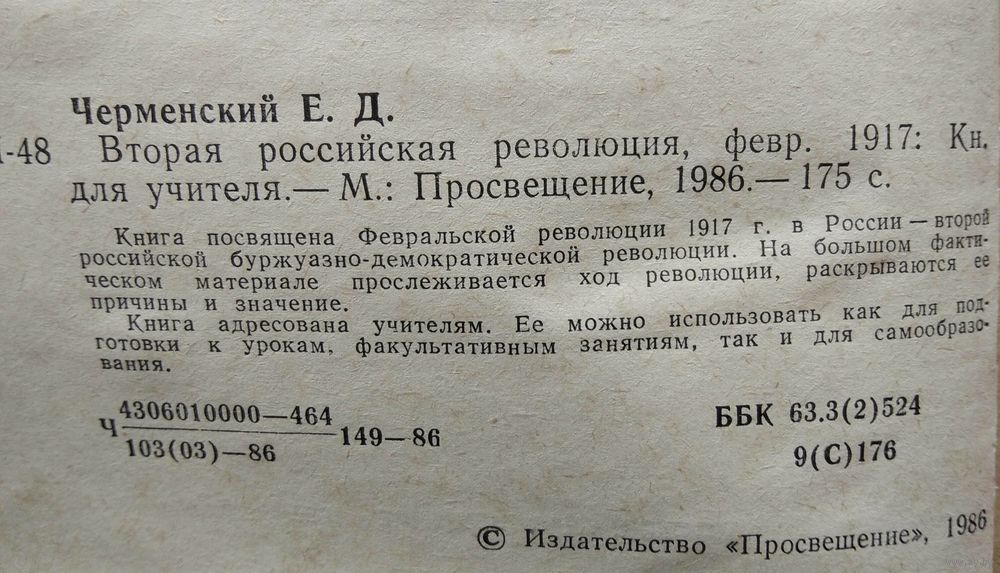 Черменский Е. Д.
-48 Вторая российская революция, февр. 1917: Кн.
для учителя.— М.: Просвещение, 1986.— 175 с.
Книга посвящена Февральской революции 1917 г. в России — второй
российской буржуазно-демократической революции. На большом факти-
ческом материале прослеживается ход революции, раскрываются ее
причины и значение.
Книга адресована учителям. Ее можно использовать как для под-
готовки к урокам, факультативным занятиям, так и для самообразо-
вания.
Ч 4306010000—464
103(03)—86
149—86
ББК 63.3(2)524
9(С)176
© Издательство «Просвещение», 1986